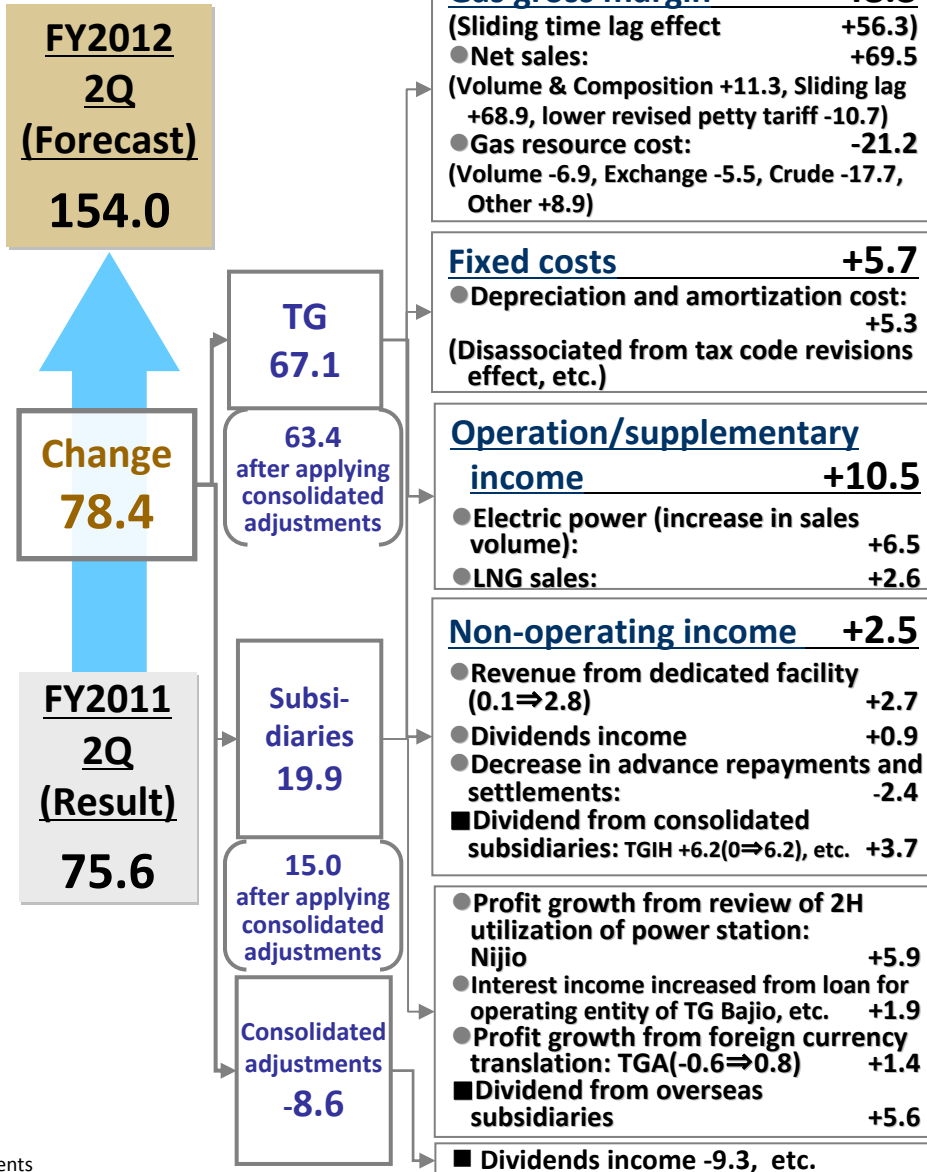 FY2012
2Q
(Forecast)
154.0
Change
78.4
FY2011
2Q
(Result)
75.6
TG
67.1
63.4
after applying
consolidated
adjustments
Subsi-
diaries
19.9
15.0
after applying
consolidated
adjustments
Consolidated
adjustments
-8.6
(Sliding time lag effect +56.3)
●Net sales: +69.5
(Volume & Composition +11.3, Sliding lag
+68.9, lower revised petty tariff -10.7)
●Gas resource cost: -21.2
(Volume -6.9, Exchange -5.5, Crude -17.7,
Other +8.9)
Fixed costs +5.7
●Depreciation and amortization cost:
+5.3
(Disassociated from tax code revisions
effect, etc.)
Operation/supplementary
income +10.5
●Electric power (increase in sales
volume): +6.5
●LNG sales: +2.6
Non-operating income +2.5
●Revenue from dedicated facility
(0.1⇒2.8) +2.7
●Dividends income +0.9
●Decrease in advance repayments and
settlements: -2.4
■Dividend from consolidated
subsidiaries: TGIH +6.2(0⇒6.2), etc. +3.7
●Profit growth from review of 2H
utilization of power station:
Nijio +5.9
●Interest income increased from loan for
operating entity of TG Bajio, etc. +1.9
●Profit growth from foreign currency
translation: TGA(-0.6⇒0.8) +1.4
■Dividend from overseas
subsidiaries +5.6
■ Dividends income -9.3, etc.
ents